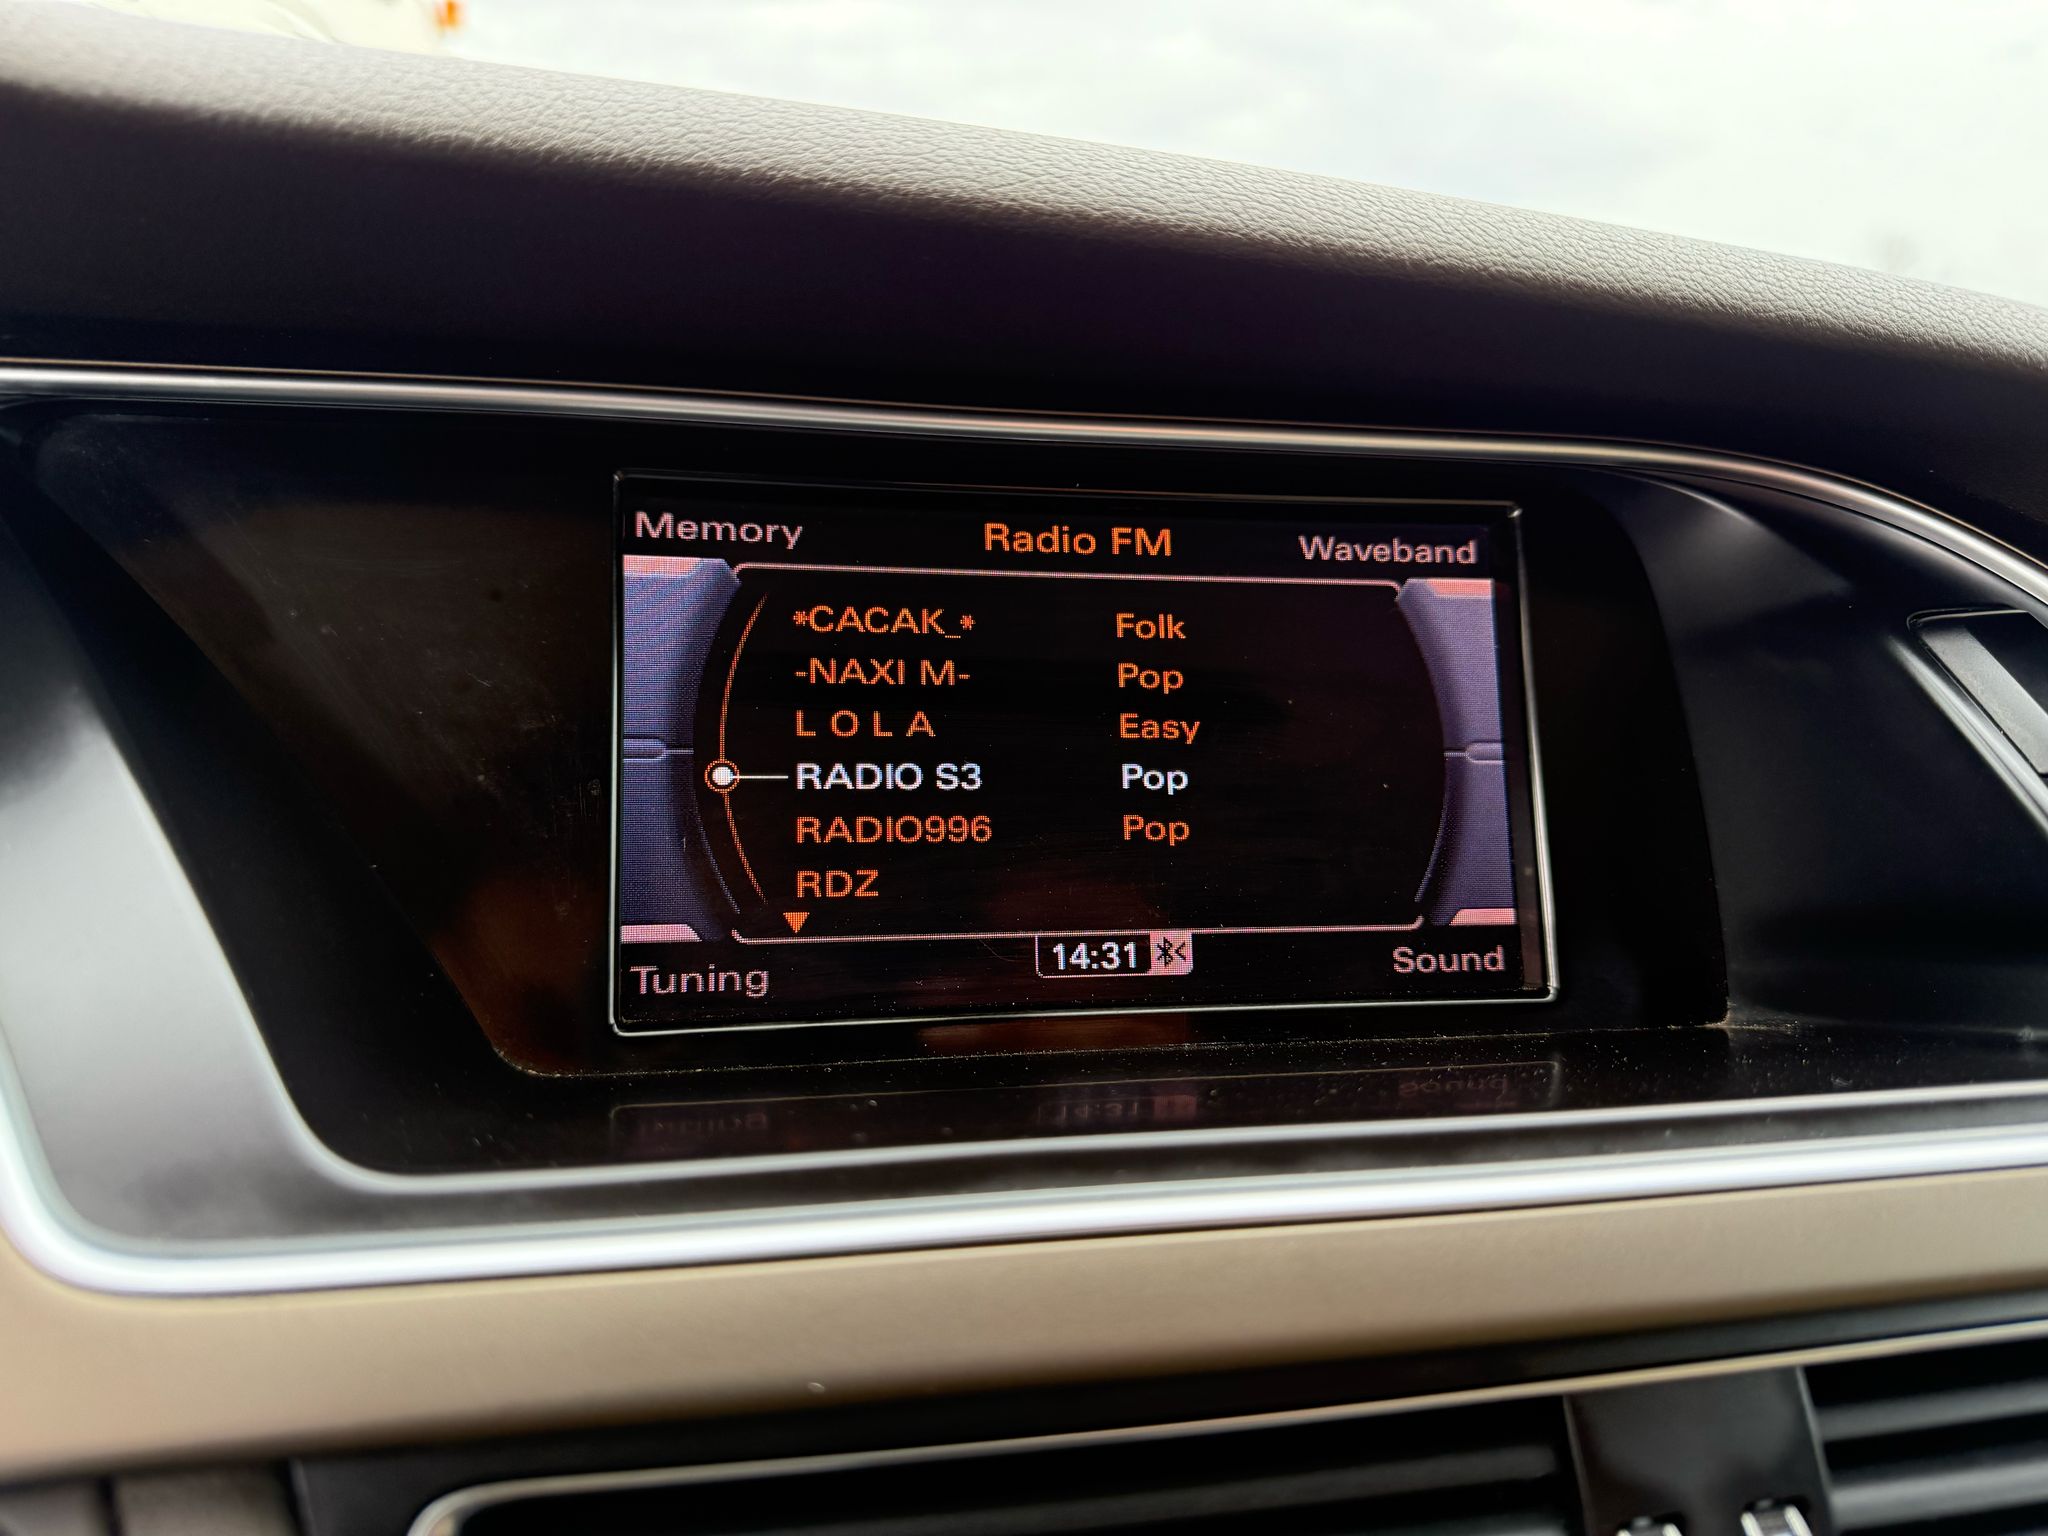 Memory Radio FM Waveband
*CACAK_* Folk
-NAXI M- Pop
L O L A Easy
RADIO S3 Pop
RADIO996 Pop
RDZ
Tuning 14:31 Sound